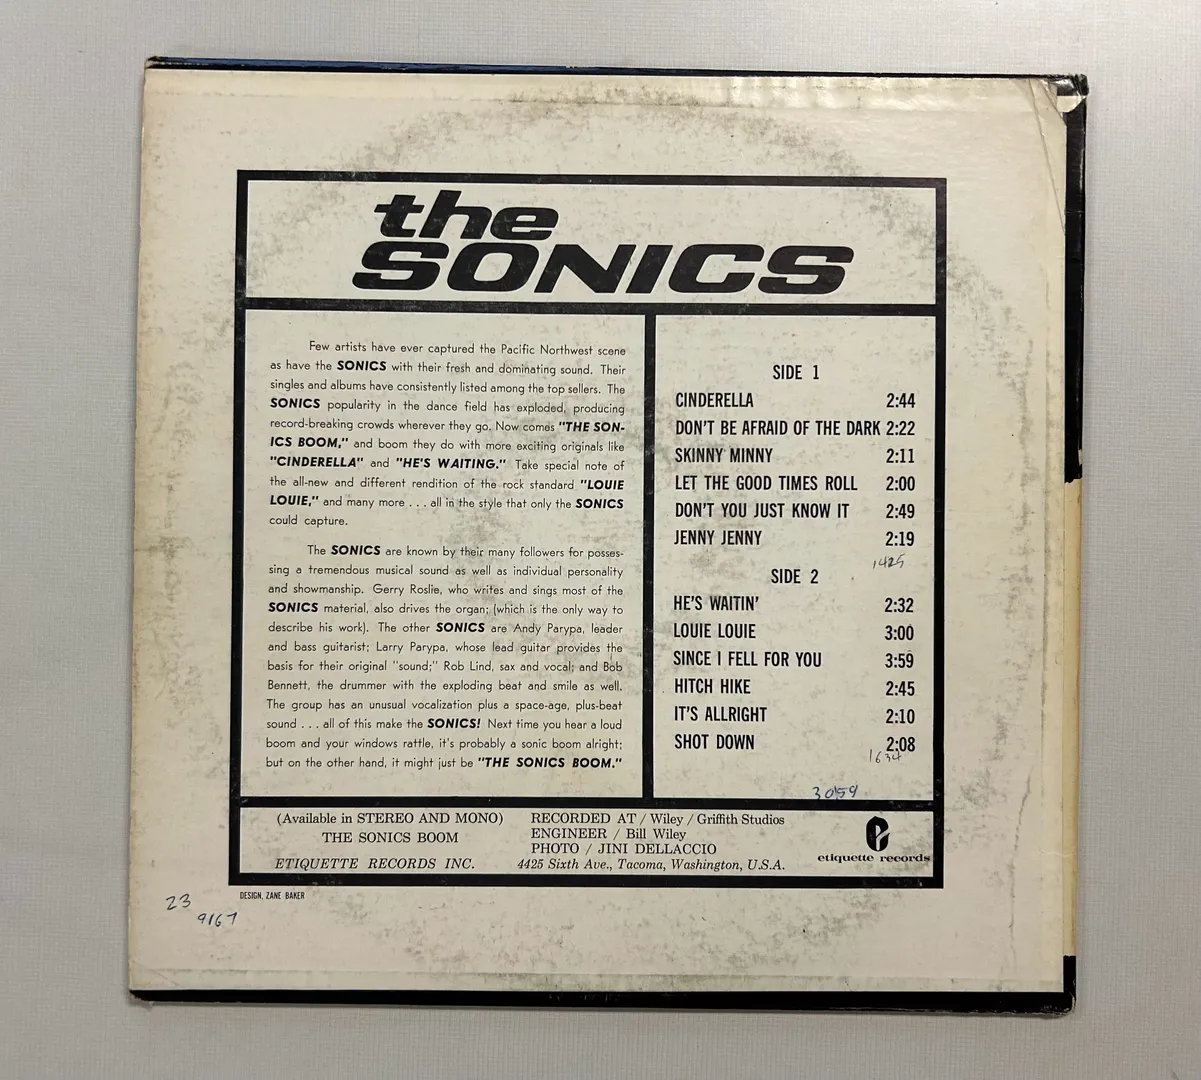 the
SONICS
Few artists have ever captured the Pacific Northwest scene
as have the SONICS with their fresh and dominating sound. Their
singles and albums have consistently listed among the top sellers. The
SONICS popularity in the dance field has exploded, producing
record-breaking crowds wherever they go. Now comes "THE SON-
ICS BOOM," and boom they do with more exciting originals like
"CINDERELLA" and "HE'S WAITING." Take special note of
the all-new and different rendition of the rock standard "LOUIE
LOUIE," and many more . . . all in the style that only the SONICS
could capture.
The SONICS are known by their many followers for posses-
sing a tremendous musical sound as well as individual personality
and showmanship. Gerry Roslie, who writes and sings most of the
SONICS material, also drives the organ; (which is the only way to
describe his work). The other SONICS are Andy Parypa, leader
and bass guitarist; Larry Parypa, whose lead guitar provides the
basis for their original "sound;" Rob Lind, sax and vocal; and Bob
Bennett, the drummer with the exploding beat and smile as well.
The group has an unusual vocalization plus a space-age, plus-beat
sound . . . all of this make the SONICS! Next time you hear a loud
boom and your windows rattle, it's probably a sonic boom alright;
but on the other hand, it might just be "THE SONICS BOOM."
SIDE 1
CINDERELLA 2:44
DON'T BE AFRAID OF THE DARK 2:22
SKINNY MINNY 2:11
LET THE GOOD TIMES ROLL 2:00
DON'T YOU JUST KNOW IT 2:49
JENNY JENNY 2:19
1425
SIDE 2
HE'S WAITIN' 2:32
LOUIE LOUIE 3:00
SINCE I FELL FOR YOU 3:59
HITCH HIKE 2:45
IT'S ALLRIGHT 2:10
SHOT DOWN 2:08
1634
3059
(Available in STEREO AND MONO)
THE SONICS BOOM
ETIQUETTE RECORDS INC.
RECORDED AT / Wiley / Griffith Studios
ENGINEER / Bill Wiley
PHOTO / JINI DELLACCIO
4425 Sixth Ave., Tacoma, Washington, U.S.A.
etiquette records
DESIGN, ZANE BAKER
23
9167